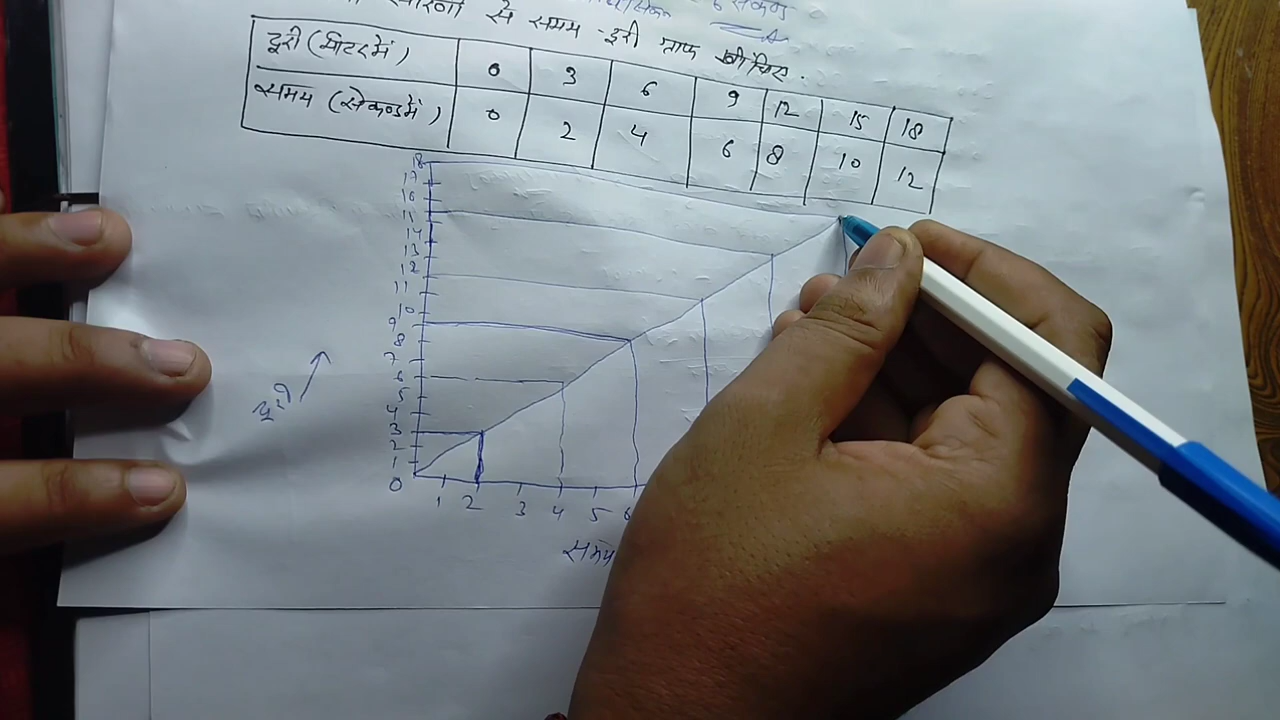 ६ सेकण्ड
सारणी से समय - दूरी ग्राफ खींचिए.
दूरी (मीटर में) 0 3 6 9 12 15 18
समय (सेकण्ड में) 0 2 4 6 8 10 12
18
17
16
15
14
13
12
11
10
9
8
7
6
5
4
3
2
1
0
दूरी
1 2 3 4 5 6
समय